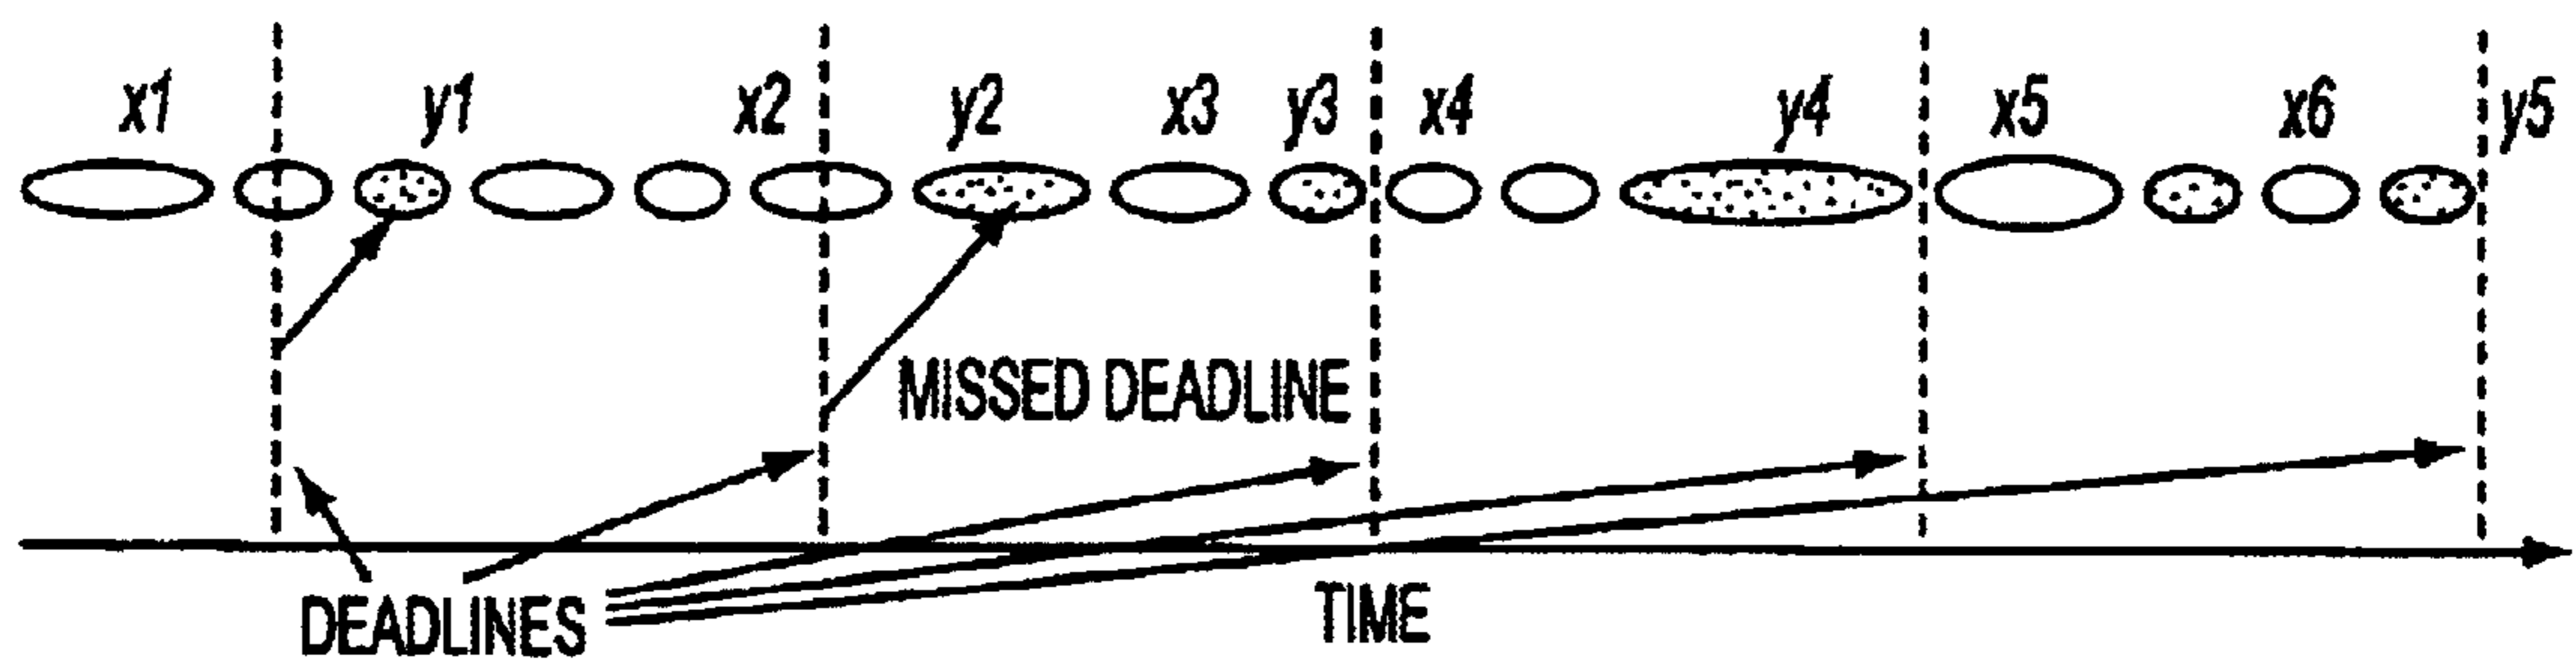 x1 y1 x2 y2 x3 y3 x4 y4 x5 x6 y5
MISSED DEADLINE
DEADLINES TIME